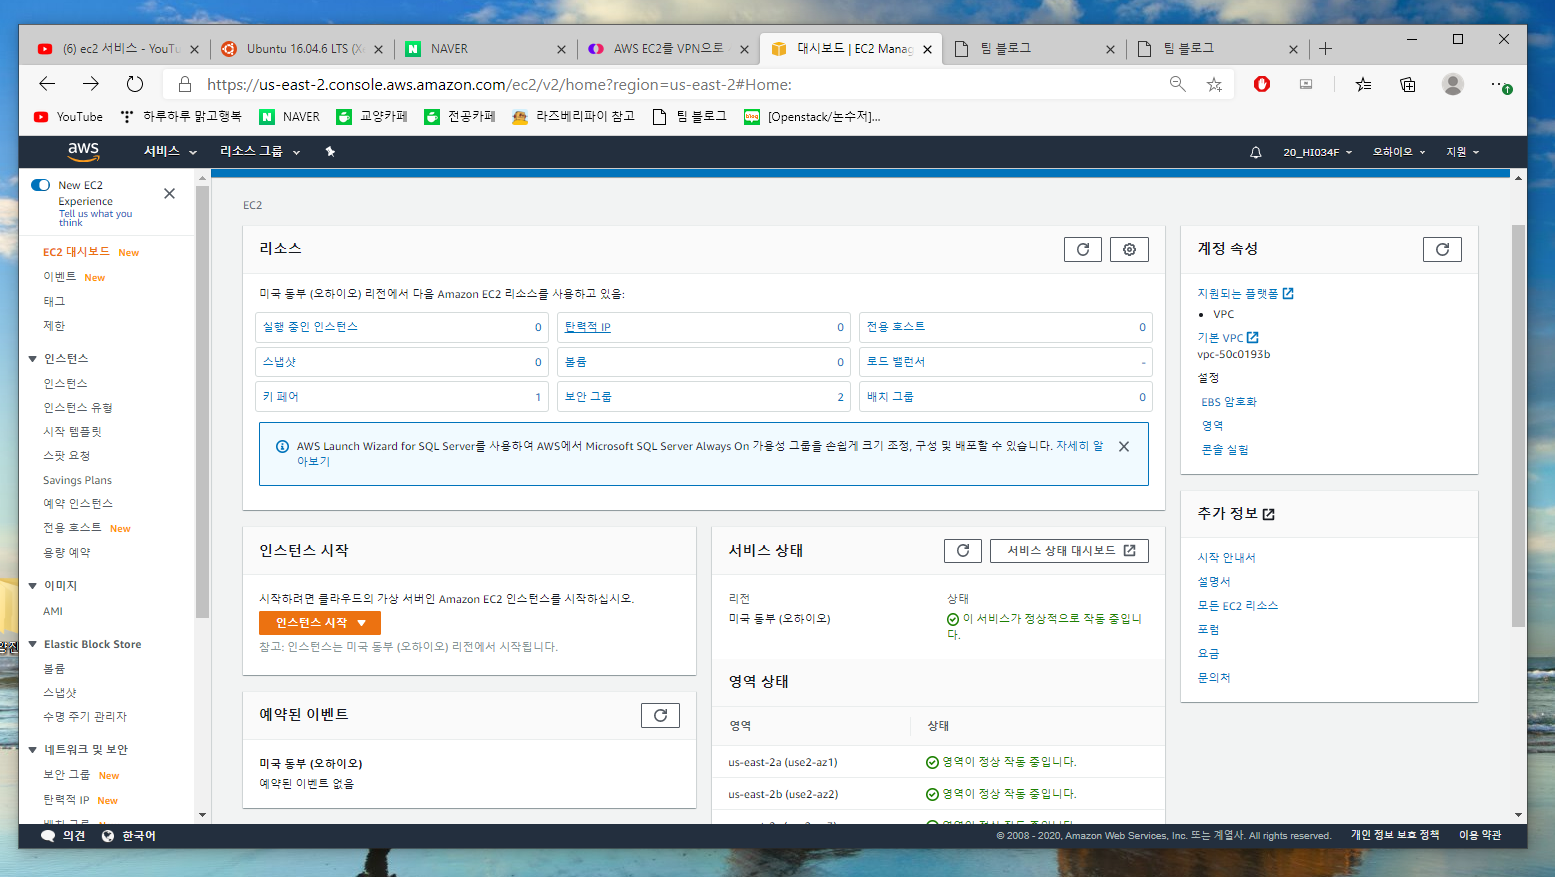 (6) ec2 서비스 - YouTu
Ubuntu 16.04.6 LTS (X
NAVER
AWS EC2를 VPN으로 -
대시보드 | EC2 Manag
팀 블로그
팀 블로그
https://us-east-2.console.aws.amazon.com/ec2/v2/home?region=us-east-2#Home:
YouTube
하루하루 맑고행복
NAVER
교양카페
전공카페
라즈베리파이 참고
팀 블로그
[Openstack/논수저]...
aws
서비스
리소스 그룹
20_HI034F
오하이오
지원
New EC2
Experience
Tell us what you
think
EC2 대시보드 New
이벤트 New
태그
제한
인스턴스
인스턴스
인스턴스 유형
시작 템플릿
스팟 요청
Savings Plans
예약 인스턴스
전용 호스트 New
용량 예약
이미지
AMI
Elastic Block Store
볼륨
스냅샷
수명 주기 관리자
네트워크 및 보안
보안 그룹 New
탄력적 IP New
배치 그룹
EC2
리소스
미국 동부 (오하이오) 리전에서 다음 Amazon EC2 리소스를 사용하고 있음:
실행 중인 인스턴스 0
탄력적 IP 0
전용 호스트 0
스냅샷 0
볼륨 0
로드 밸런서 -
키 페어 1
보안 그룹 2
배치 그룹 0
AWS Launch Wizard for SQL Server를 사용하여 AWS에서 Microsoft SQL Server Always On 가용성 그룹을 손쉽게 크기 조정, 구성 및 배포할 수 있습니다. 자세히 알
아보기
인스턴스 시작
시작하려면 클라우드의 가상 서버인 Amazon EC2 인스턴스를 시작하십시오.
인스턴스 시작
참고: 인스턴스는 미국 동부 (오하이오) 리전에서 시작됩니다.
예약된 이벤트
미국 동부 (오하이오)
예약된 이벤트 없음
서비스 상태
서비스 상태 대시보드
리전
상태
미국 동부 (오하이오)
이 서비스가 정상적으로 작동 중입니
다.
영역 상태
영역
상태
us-east-2a (use2-az1)
영역이 정상 작동 중입니다.
us-east-2b (use2-az2)
영역이 정상 작동 중입니다.
계정 속성
지원되는 플랫폼
VPC
기본 VPC
vpc-50c0193b
설정
EBS 암호화
영역
콘솔 실험
추가 정보
시작 안내서
설명서
모든 EC2 리소스
포럼
요금
문의처
의견
한국어
© 2008 - 2020, Amazon Web Services, Inc. 또는 계열사. All rights reserved.
개인 정보 보호 정책
이용 약관